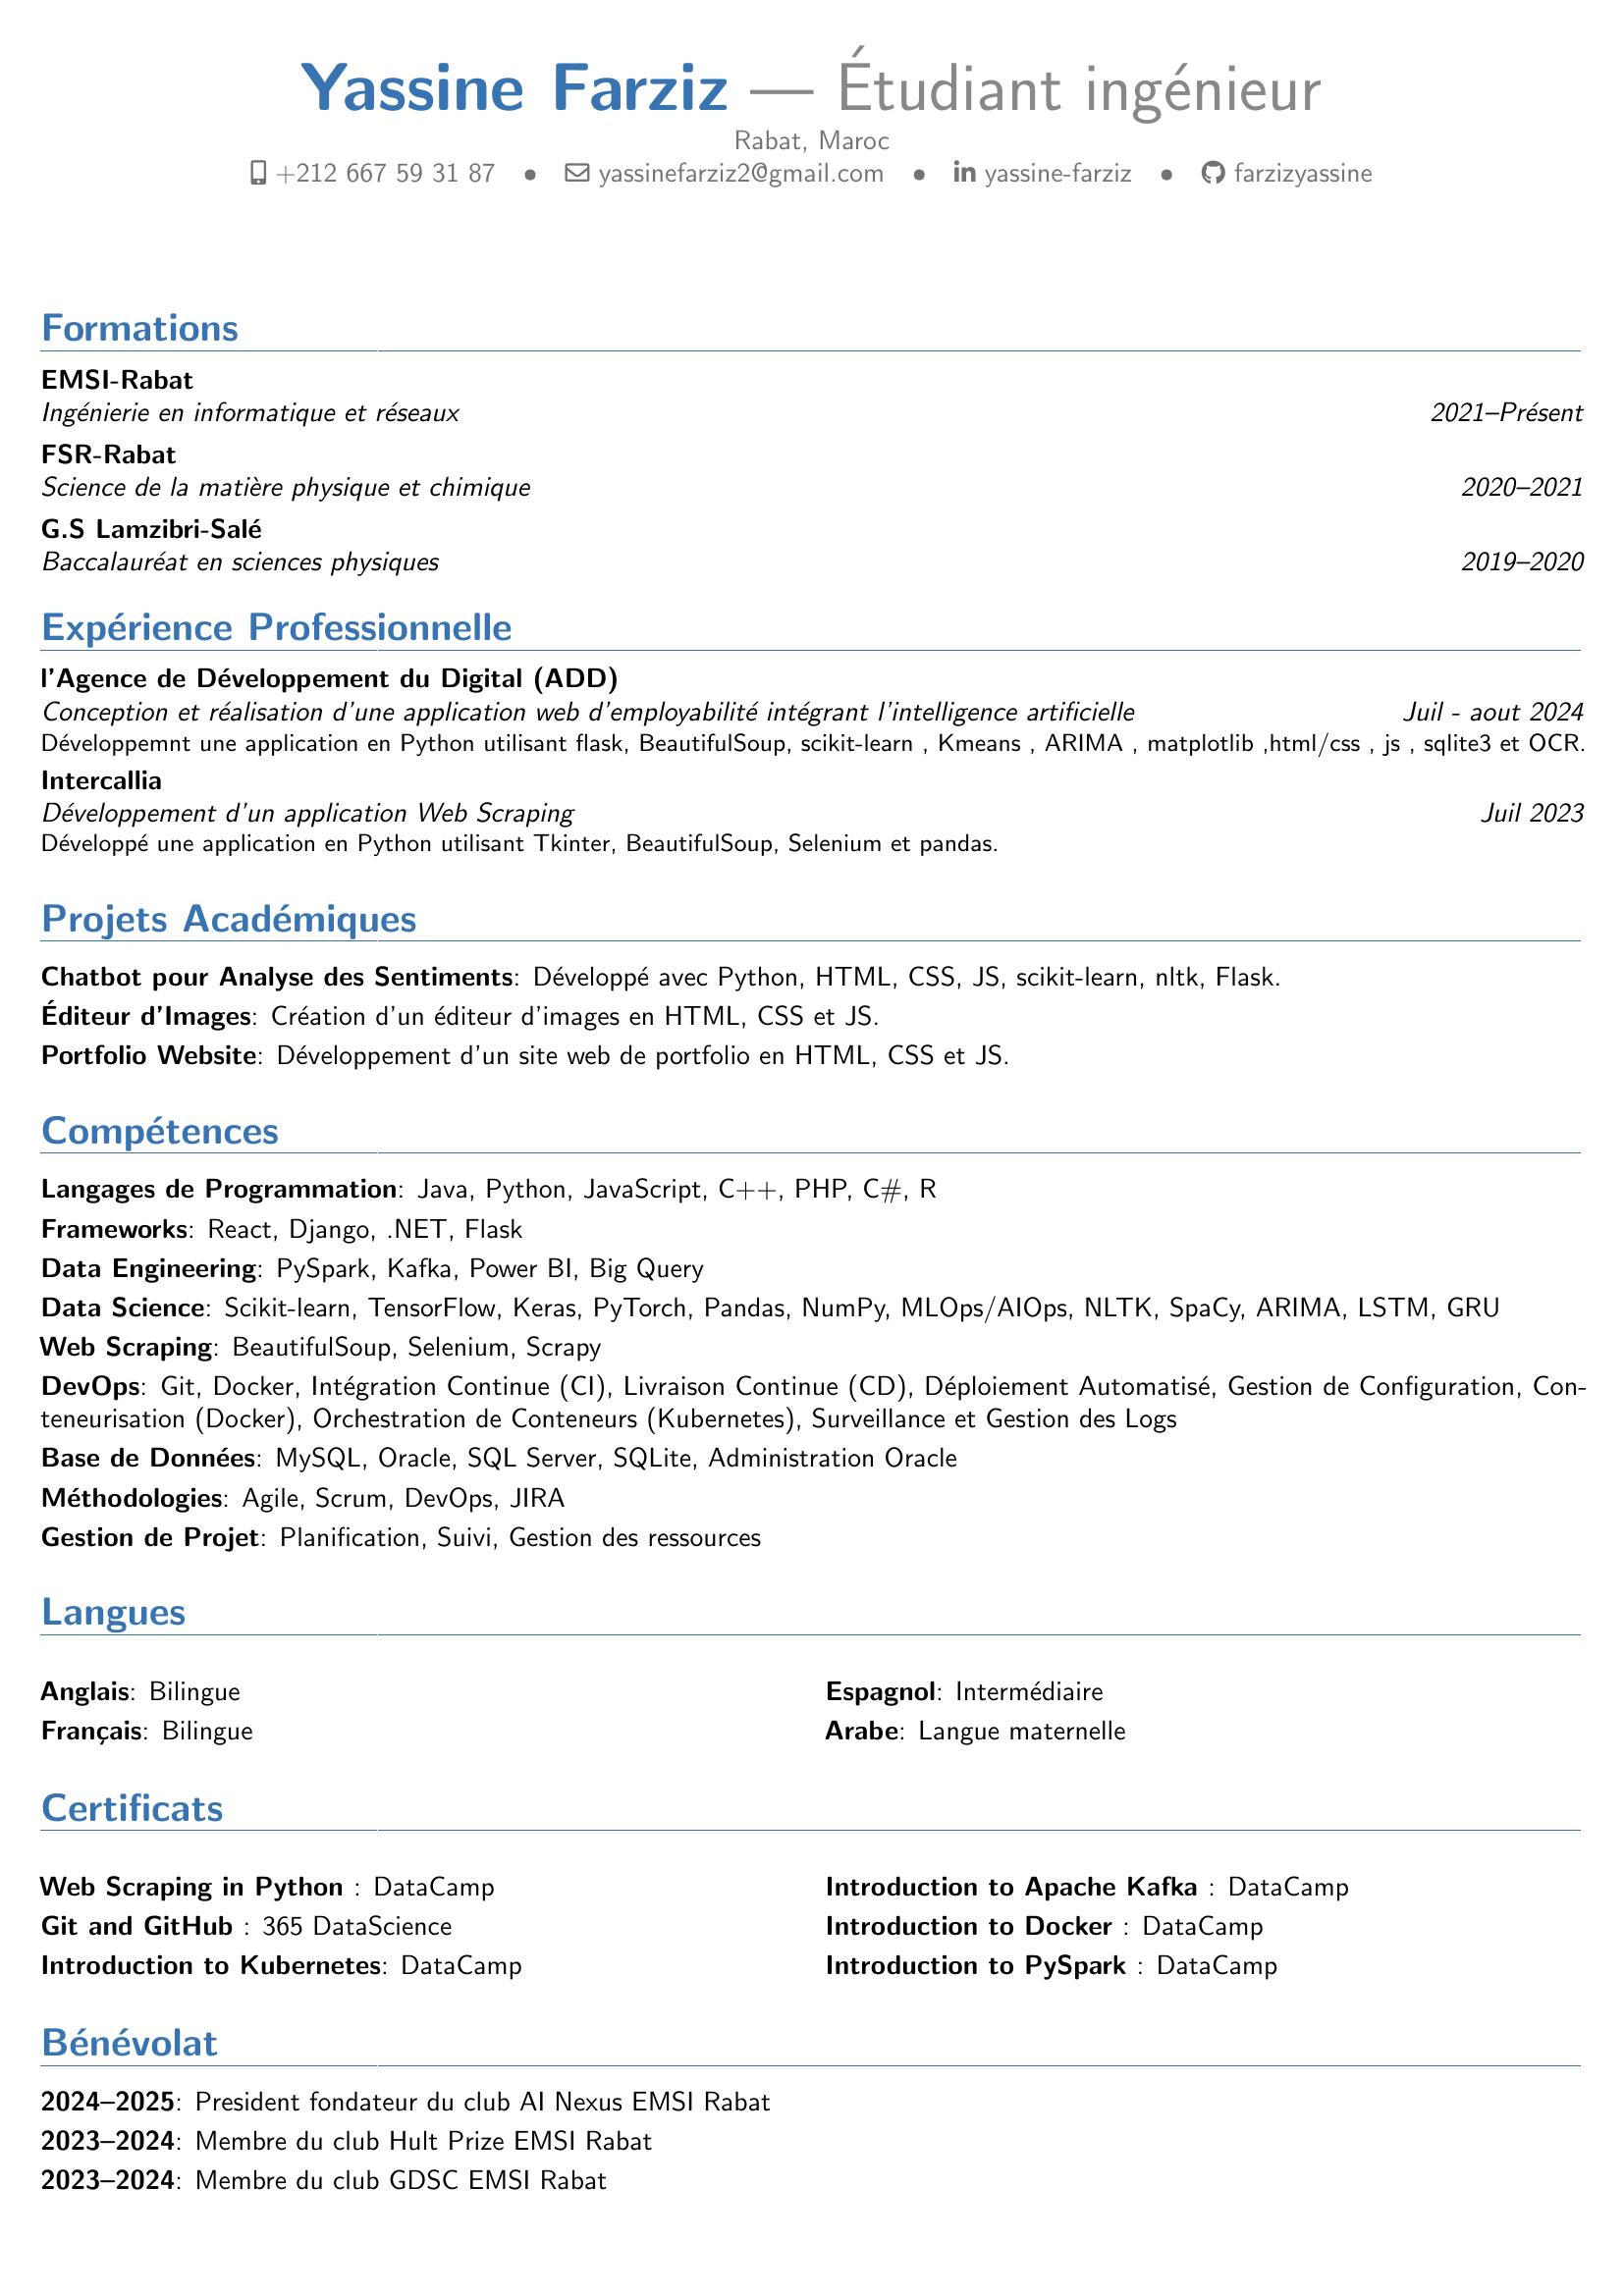 Yassine Farziz — Étudiant ingénieur
Rabat, Maroc
+212 667 59 31 87 • yassinefarziz2@gmail.com • yassine-farziz • farzizyassine
Formations
EMSI-Rabat
Ingénierie en informatique et réseaux 2021–Présent
FSR-Rabat
Science de la matière physique et chimique 2020–2021
G.S Lamzibri-Salé
Baccalauréat en sciences physiques 2019–2020
Expérience Professionnelle
l'Agence de Développement du Digital (ADD)
Conception et réalisation d'une application web d'employabilité intégrant l'intelligence artificielle Juil - aout 2024
Développemnt une application en Python utilisant flask, BeautifulSoup, scikit-learn , Kmeans , ARIMA , matplotlib ,html/css , js , sqlite3 et OCR.
Intercallia
Développement d'un application Web Scraping Juil 2023
Développé une application en Python utilisant Tkinter, BeautifulSoup, Selenium et pandas.
Projets Académiques
Chatbot pour Analyse des Sentiments: Développé avec Python, HTML, CSS, JS, scikit-learn, nltk, Flask.
Éditeur d'Images: Création d'un éditeur d'images en HTML, CSS et JS.
Portfolio Website: Développement d'un site web de portfolio en HTML, CSS et JS.
Compétences
Langages de Programmation: Java, Python, JavaScript, C++, PHP, C#, R
Frameworks: React, Django, .NET, Flask
Data Engineering: PySpark, Kafka, Power BI, Big Query
Data Science: Scikit-learn, TensorFlow, Keras, PyTorch, Pandas, NumPy, MLOps/AIOps, NLTK, SpaCy, ARIMA, LSTM, GRU
Web Scraping: BeautifulSoup, Selenium, Scrapy
DevOps: Git, Docker, Intégration Continue (CI), Livraison Continue (CD), Déploiement Automatisé, Gestion de Configuration, Con-
teneurisation (Docker), Orchestration de Conteneurs (Kubernetes), Surveillance et Gestion des Logs
Base de Données: MySQL, Oracle, SQL Server, SQLite, Administration Oracle
Méthodologies: Agile, Scrum, DevOps, JIRA
Gestion de Projet: Planification, Suivi, Gestion des ressources
Langues
Anglais: Bilingue
Français: Bilingue
Espagnol: Intermédiaire
Arabe: Langue maternelle
Certificats
Web Scraping in Python : DataCamp
Git and GitHub : 365 DataScience
Introduction to Kubernetes: DataCamp
Introduction to Apache Kafka : DataCamp
Introduction to Docker : DataCamp
Introduction to PySpark : DataCamp
Bénévolat
2024–2025: President fondateur du club AI Nexus EMSI Rabat
2023–2024: Membre du club Hult Prize EMSI Rabat
2023–2024: Membre du club GDSC EMSI Rabat